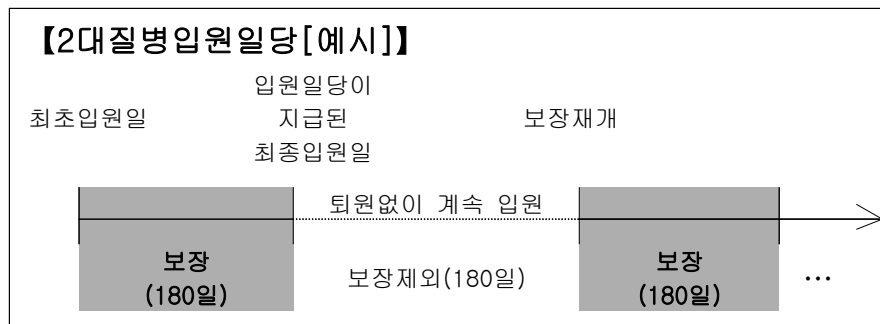 【2대질병입원일당[예시]】
최초입원일
입원일당이
지급된
최종입원일
보장재개
퇴원없이 계속 입원
보장
(180일)
보장제외(180일)
보장
(180일)
…